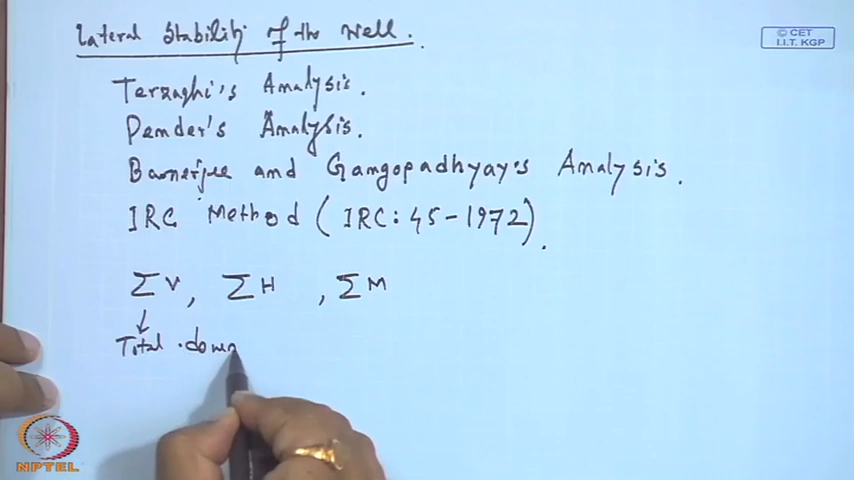 Lateral Stability of the Well.
© CET
I.I.T. KGP
Terzaghi's Analysis.
Pender's Analysis.
Banerjee and Gangopadhyay's Analysis.
IRC Method (IRC: 45-1972).
ΣV, ΣH, ΣM
↓
Total down
NPTEL